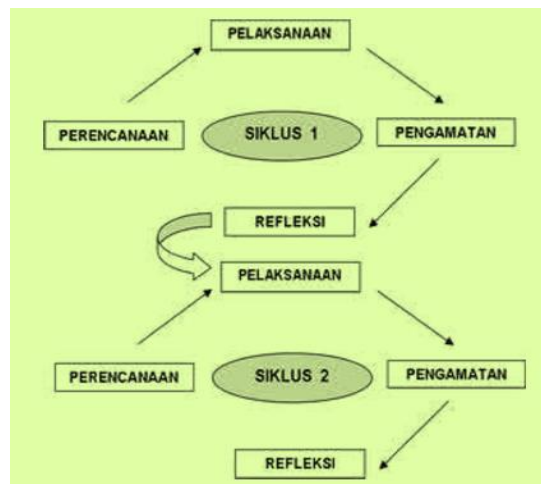 PELAKSANAAN
PERENCANAAN
SIKLUS 1
PENGAMATAN
REFLEKSI
PELAKSANAAN
PERENCANAAN
SIKLUS 2
PENGAMATAN
REFLEKSI